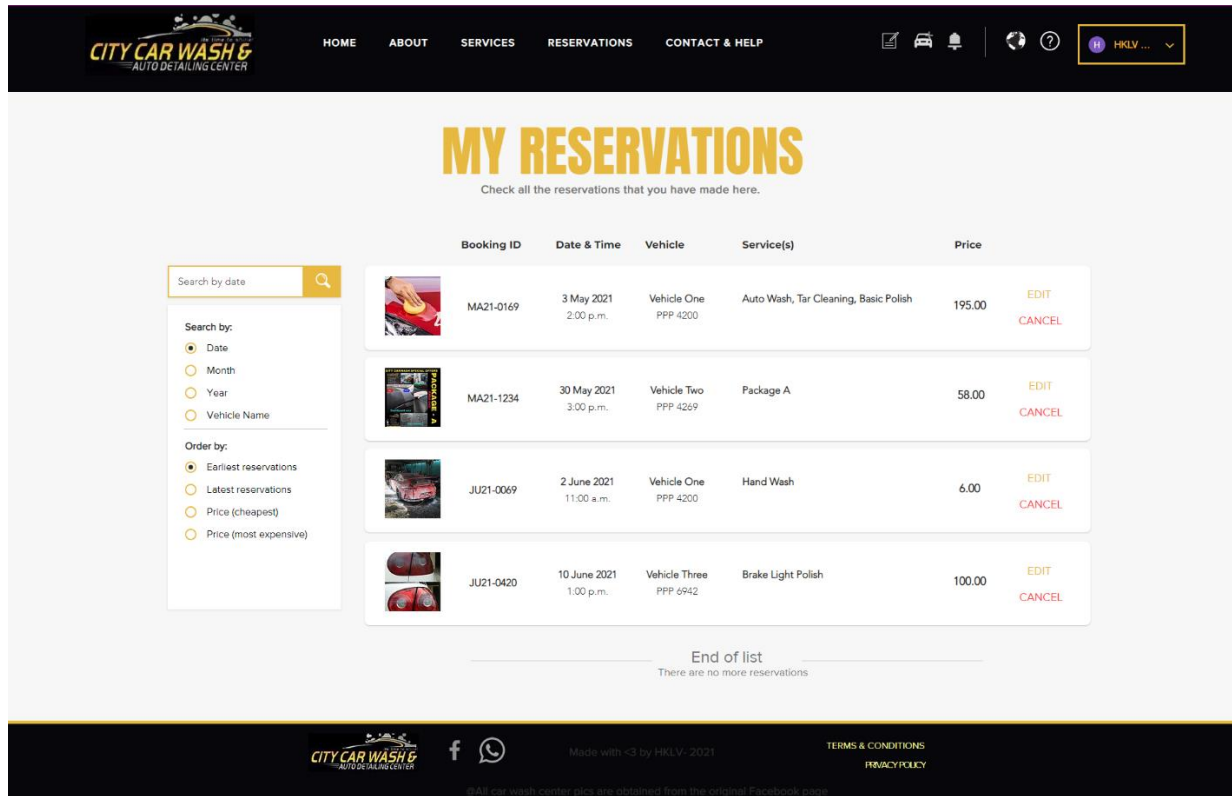 CITY CAR WASH &
AUTO DETAILING CENTER
HOME ABOUT SERVICES RESERVATIONS CONTACT & HELP
H HKLV ...
MY RESERVATIONS
Check all the reservations that you have made here.
Booking ID Date & Time Vehicle Service(s) Price
Search by date
Search by:
Date
Month
Year
Vehicle Name
Order by:
Earliest reservations
Latest reservations
Price (cheapest)
Price (most expensive)
MA21-0169 3 May 2021 Vehicle One Auto Wash, Tar Cleaning, Basic Polish 195.00 EDIT
2:00 p.m. PPP 4200 CANCEL
PACKAGE - A
MA21-1234 30 May 2021 Vehicle Two Package A 58.00 EDIT
3:00 p.m. PPP 4269 CANCEL
JU21-0069 2 June 2021 Vehicle One Hand Wash 6.00 EDIT
11:00 a.m. PPP 4200 CANCEL
JU21-0420 10 June 2021 Vehicle Three Brake Light Polish 100.00 EDIT
1:00 p.m. PPP 6942 CANCEL
End of list
There are no more reservations
CITY CAR WASH &
AUTO DETAILING CENTER
Made with <3 by HKLV- 2021
TERMS & CONDITIONS
PRIVACY POLICY
@All car wash center pics are obtained from the original Facebook page